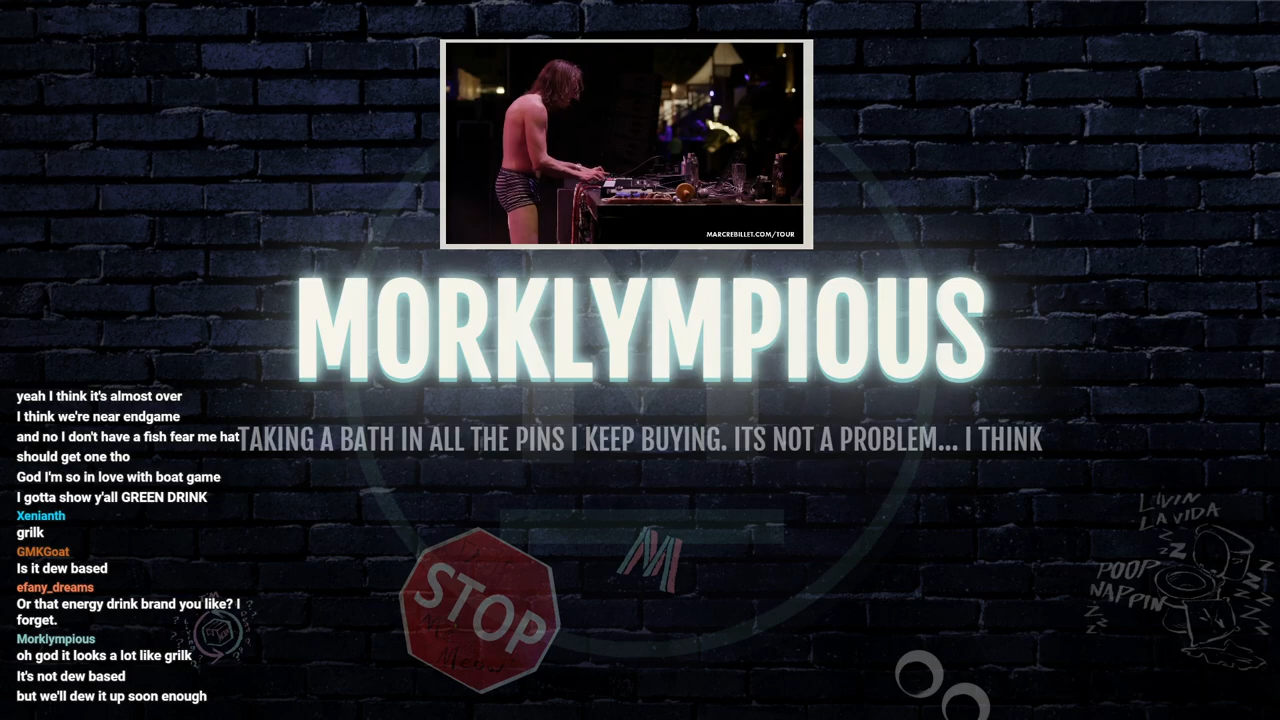 MARCREBILLET.COM/TOUR
MORKLYMPIOUS
TAKING A BATH IN ALL THE PINS I KEEP BUYING. ITS NOT A PROBLEM... I THINK
yeah I think it's almost over
I think we're near endgame
and no I don't have a fish fear me hat
should get one tho
God I'm so in love with boat game
I gotta show y'all GREEN DRINK
Xenianth
grilk
GMKGoat
Is it dew based
efany_dreams
Or that energy drink brand you like? I
forget.
Morklympious
oh god it looks a lot like grilk
It's not dew based
but we'll dew it up soon enough
STOP
M
LIVIN
LA VIDA
POOP
NAPPIN